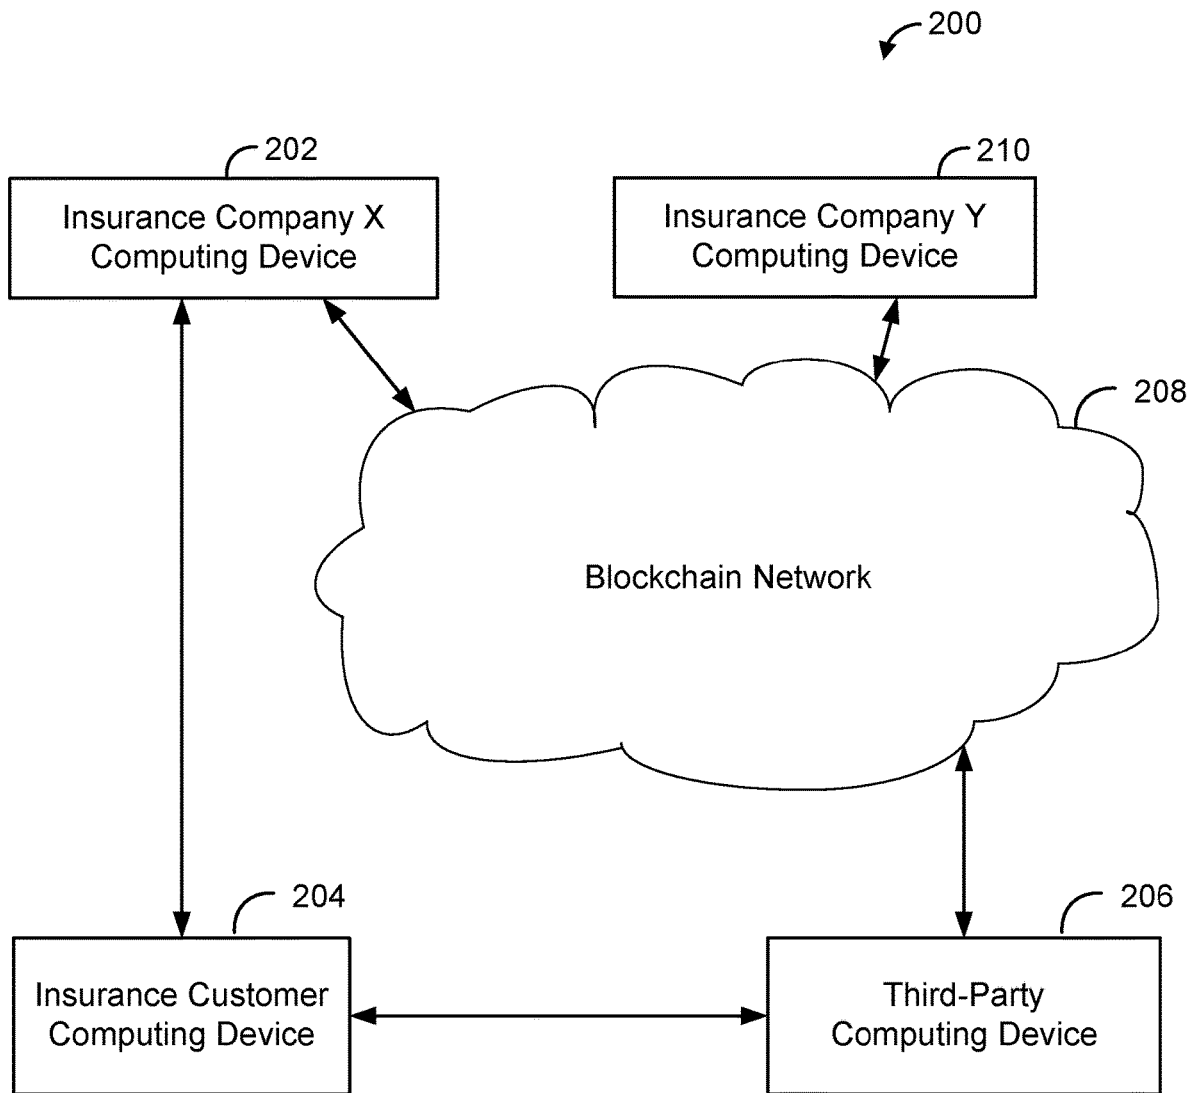 200
202
Insurance Company X
Computing Device
210
Insurance Company Y
Computing Device
208
Blockchain Network
204
Insurance Customer
Computing Device
206
Third-Party
Computing Device